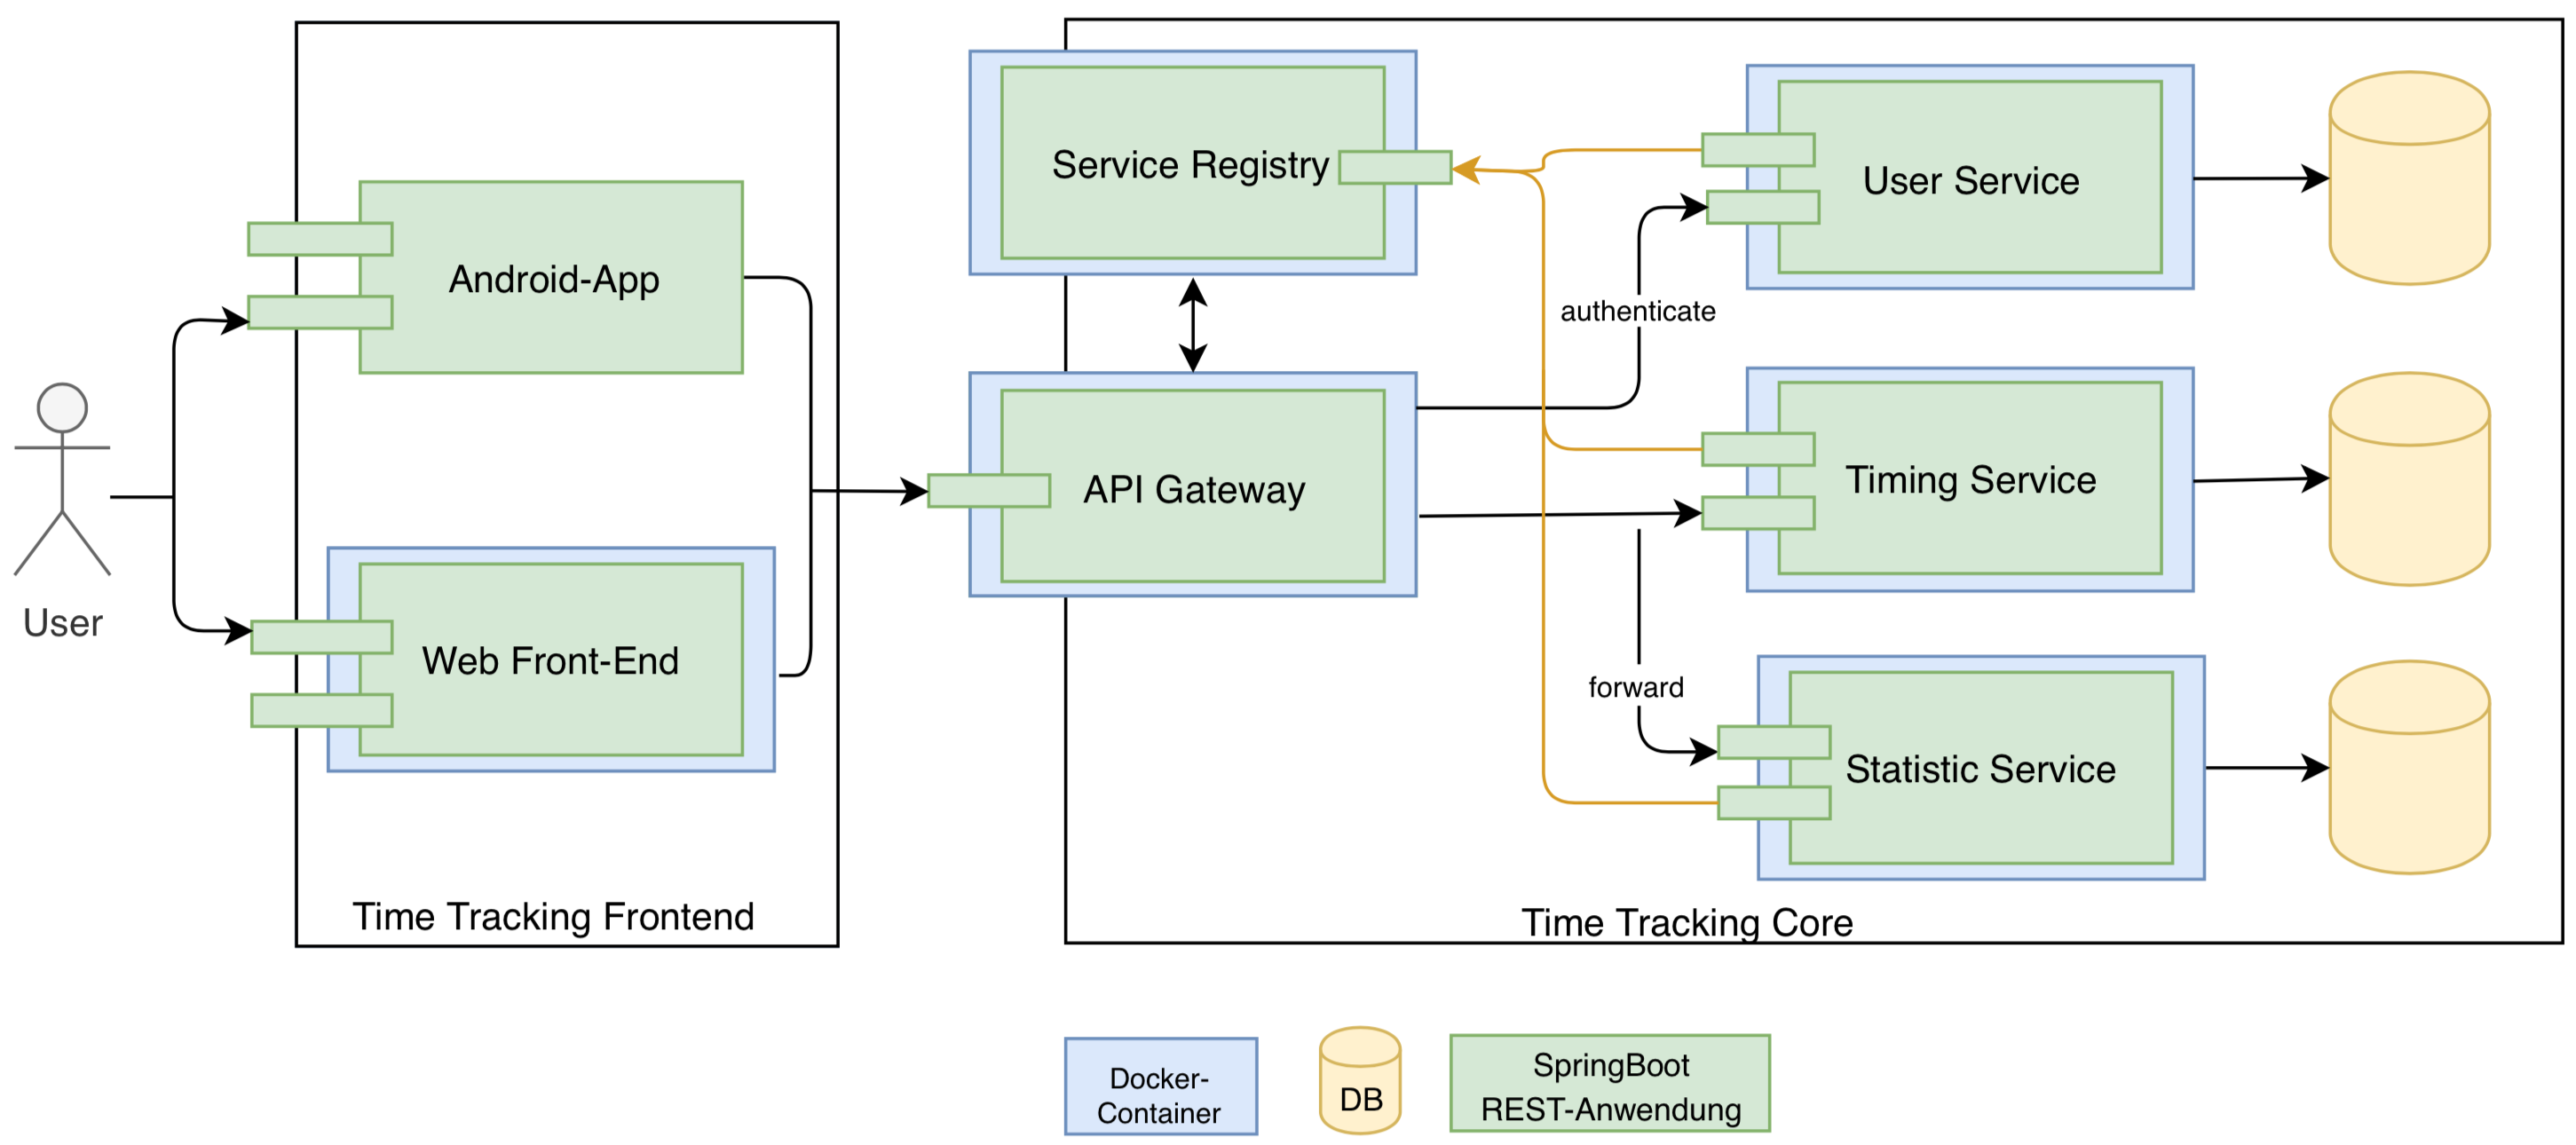 Service Registry
User Service
Android-App
authenticate
API Gateway
Timing Service
User
Web Front-End
forward
Statistic Service
Time Tracking Frontend
Time Tracking Core
Docker-
Container
DB
SpringBoot
REST-Anwendung